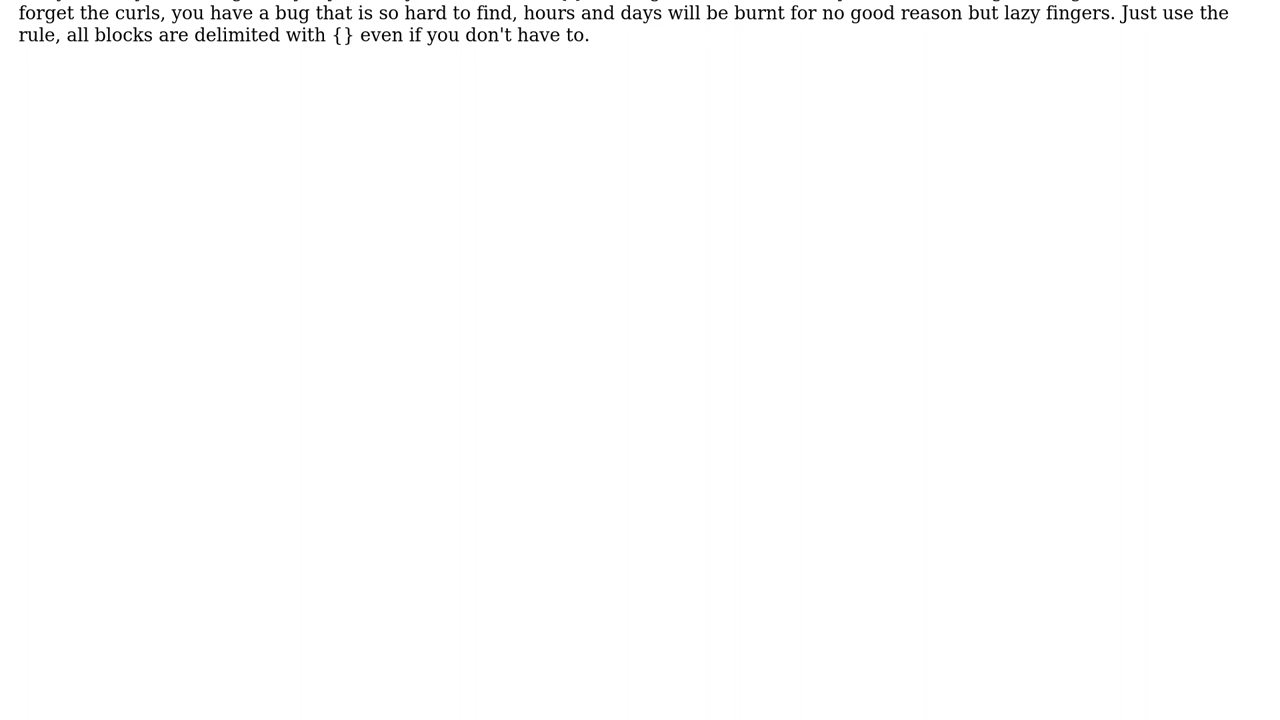 forget the curls, you have a bug that is so hard to find, hours and days will be burnt for no good reason but lazy fingers. Just use the
rule, all blocks are delimited with {} even if you don't have to.